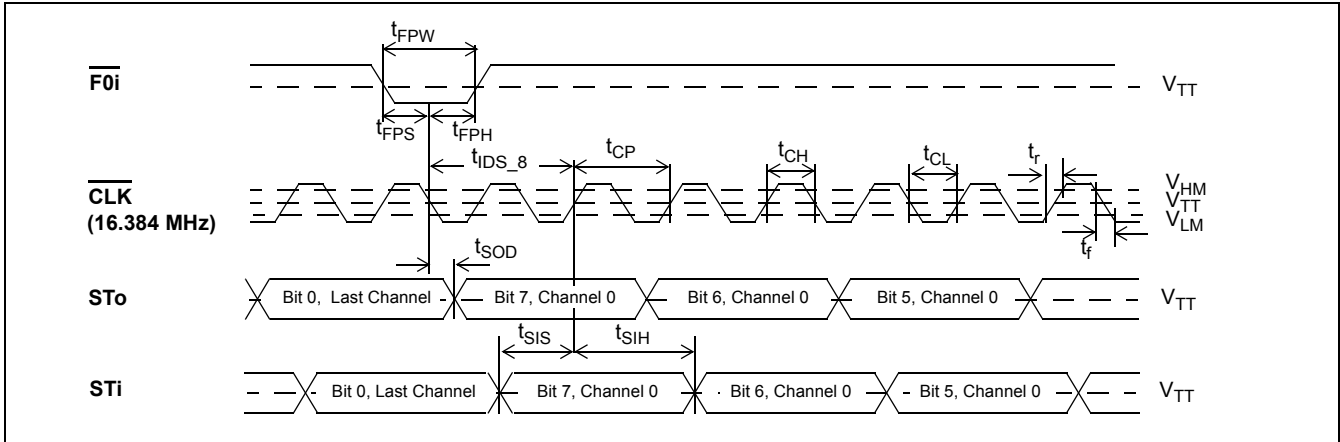 tFPW
F0i
VTT
tFPS
tFPH
tIDS_8
tCP
tCH
tCL
tr
CLK
(16.384 MHz)
VHM
VTT
VLM
tf
tSOD
STo
Bit 0, Last Channel
Bit 7, Channel 0
Bit 6, Channel 0
Bit 5, Channel 0
VTT
tSIS
tSIH
STi
Bit 0, Last Channel
Bit 7, Channel 0
Bit 6, Channel 0
Bit 5, Channel 0
VTT